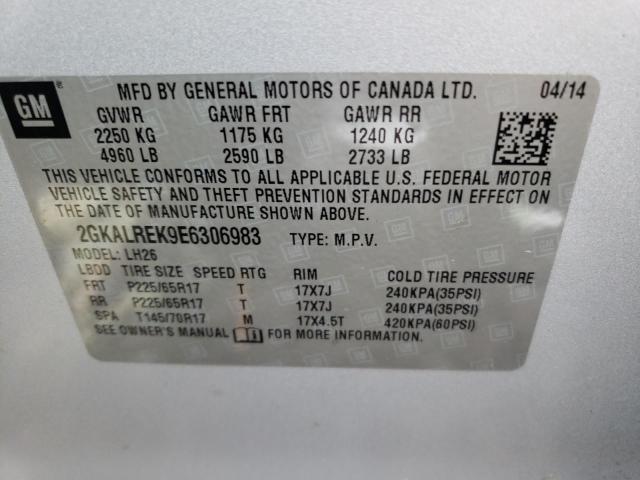 GM ® MFD BY GENERAL MOTORS OF CANADA LTD. 04/14
GVWR GAWR FRT GAWR RR
2250 KG 1175 KG 1240 KG
4960 LB 2590 LB 2733 LB
THIS VEHICLE CONFORMS TO ALL APPLICABLE U.S. FEDERAL MOTOR
VEHICLE SAFETY AND THEFT PREVENTION STANDARDS IN EFFECT ON
THE DATE OF MANUFACTURE SHOWN ABOVE.
2GKALREK9E6306983 TYPE: M.P.V.
MODEL: LH26
LBDD TIRE SIZE SPEED RTG RIM COLD TIRE PRESSURE
FRT P225/65R17 T 17X7J 240KPA(35PSI)
RR P225/65R17 T 17X7J 240KPA(35PSI)
SPA T145/70R17 M 17X4.5T 420KPA(60PSI)
SEE OWNER'S MANUAL FOR MORE INFORMATION.